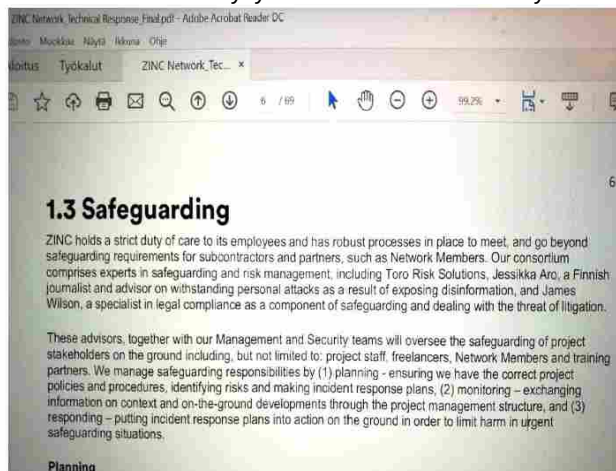 ZINC Network_Technical Response_Final.pdf - Adobe Acrobat Reader DC
Muokkaa Näytä Ikkuna Ohje
Työkalut ZINC Network_Tec... ×
6 / 69 99,2%
6
1.3 Safeguarding
ZINC holds a strict duty of care to its employees and has robust processes in place to meet, and go beyond
safeguarding requirements for subcontractors and partners, such as Network Members. Our consortium
comprises experts in safeguarding and risk management, including Toro Risk Solutions, Jessikka Aro, a Finnish
journalist and advisor on withstanding personal attacks as a result of exposing disinformation, and James
Wilson, a specialist in legal compliance as a component of safeguarding and dealing with the threat of litigation.
These advisors, together with our Management and Security teams will oversee the safeguarding of project
stakeholders on the ground including, but not limited to: project staff, freelancers, Network Members and training
partners. We manage safeguarding responsibilities by (1) planning - ensuring we have the correct project
policies and procedures, identifying risks and making incident response plans, (2) monitoring – exchanging
information on context and on-the-ground developments through the project management structure, and (3)
responding – putting incident response plans into action on the ground in order to limit harm in urgent
safeguarding situations.
Planning